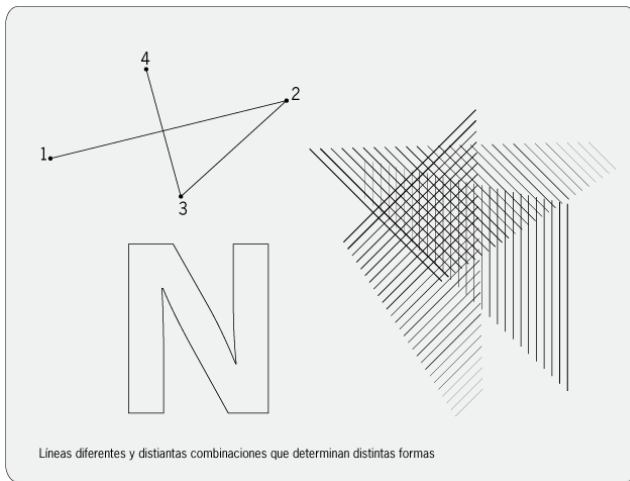 4
2
1
3
N
Líneas diferentes y distiantas combinaciones que determinan distintas formas